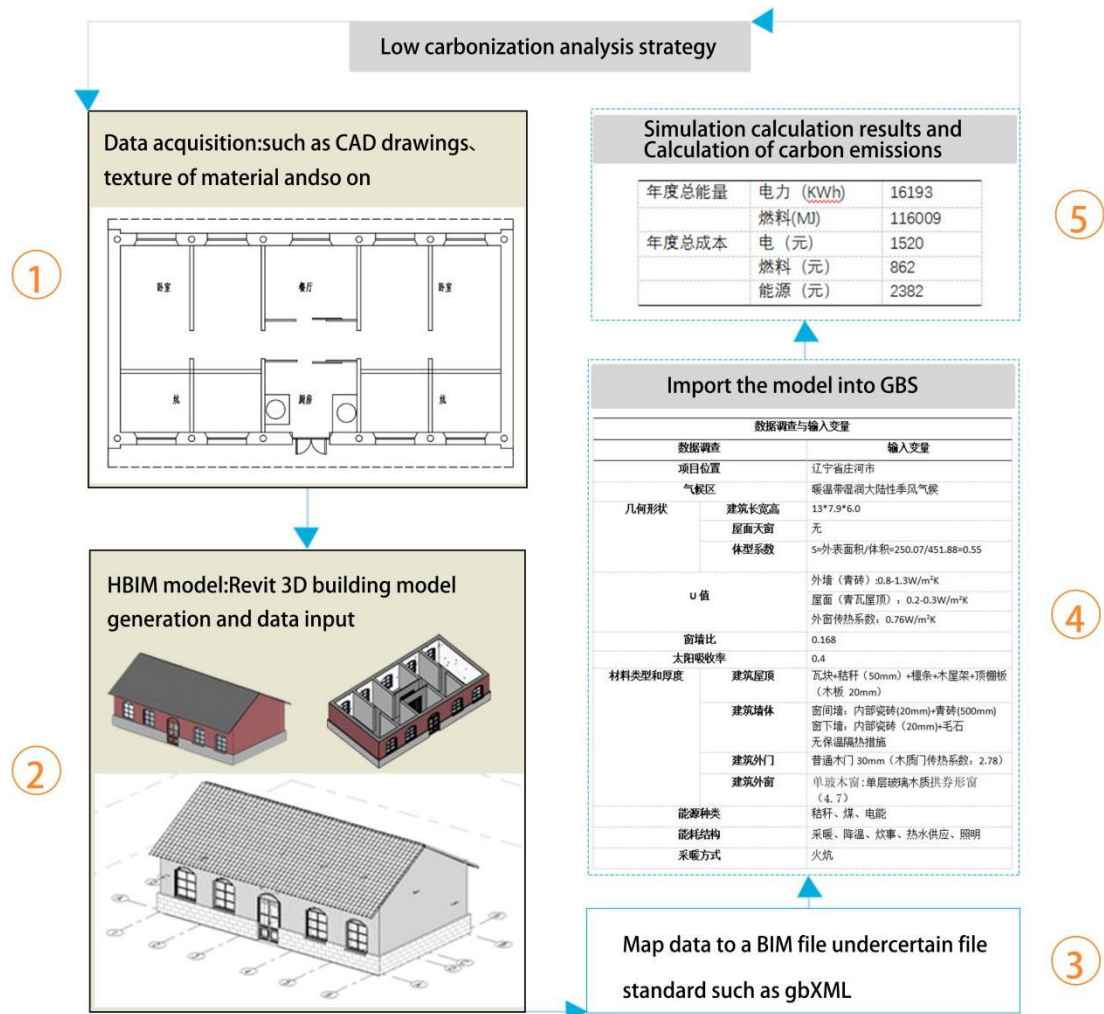 Low carbonization analysis strategy
①
Data acquisition:such as CAD drawings、
texture of material andso on
卧室
餐厅
卧室
炕
厨房
炕
②
HBIM model:Revit 3D building model
generation and data input
③
Map data to a BIM file undercertain file
standard such as gbXML
④
Import the model into GBS
数据调查与输入变量
数据调查 输入变量
项目位置 辽宁省庄河市
气候区 暖温带湿润大陆性季风气候
几何形状 建筑长宽高 13*7.9*6.0
屋面天窗 无
体型系数 S=外表面积/体积=250.07/451.88=0.55
U 值 外墙（青砖）:0.8-1.3W/m²K
屋面（青瓦屋顶）：0.2-0.3W/m²K
外窗传热系数：0.76W/m²K
窗墙比 0.168
太阳吸收率 0.4
材料类型和厚度 建筑屋顶 瓦块+秸秆（50mm）+檩条+木屋架+顶棚板
（木板 20mm）
建筑墙体 窗间墙：内部瓷砖(20mm)+青砖(500mm)
窗下墙：内部瓷砖（20mm)+毛石
无保温隔热措施
建筑外门 普通木门 30mm（木质门传热系数：2.78）
建筑外窗 单玻木窗:单层玻璃木质拱券形窗
（4.7）
能源种类 秸秆、煤、电能
能耗结构 采暖、降温、炊事、热水供应、照明
采暖方式 火炕
⑤
Simulation calculation results and
Calculation of carbon emissions
年度总能量 电力（KWh） 16193
燃料(MJ) 116009
年度总成本 电（元） 1520
燃料（元） 862
能源（元） 2382